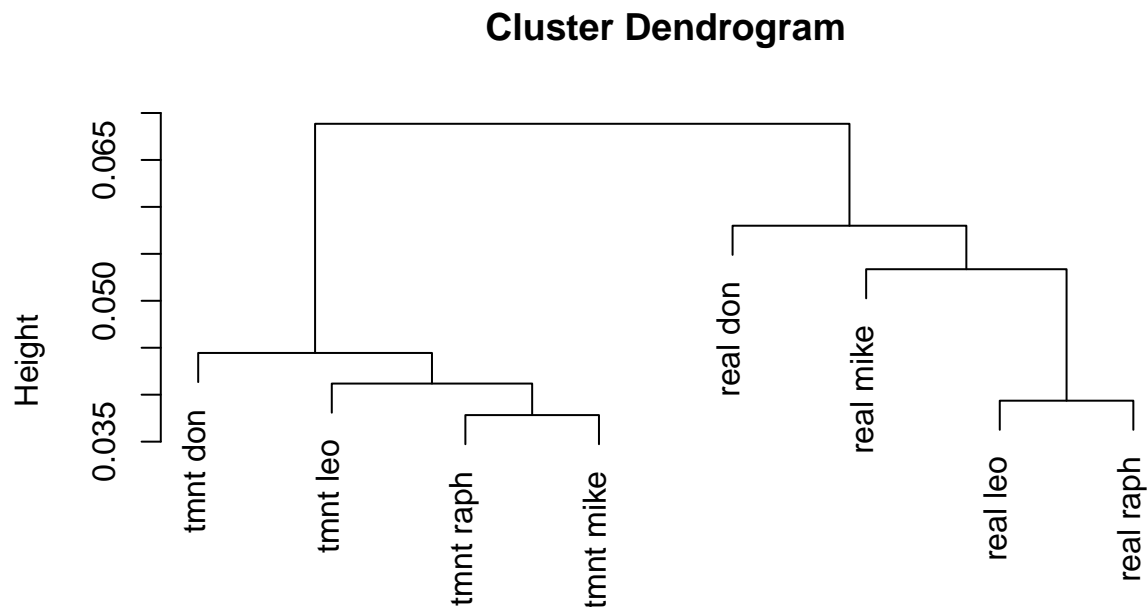 Cluster Dendrogram
Height
0.065
0.050
0.035
tmnt don
tmnt leo
tmnt raph
tmnt mike
real don
real mike
real leo
real raph